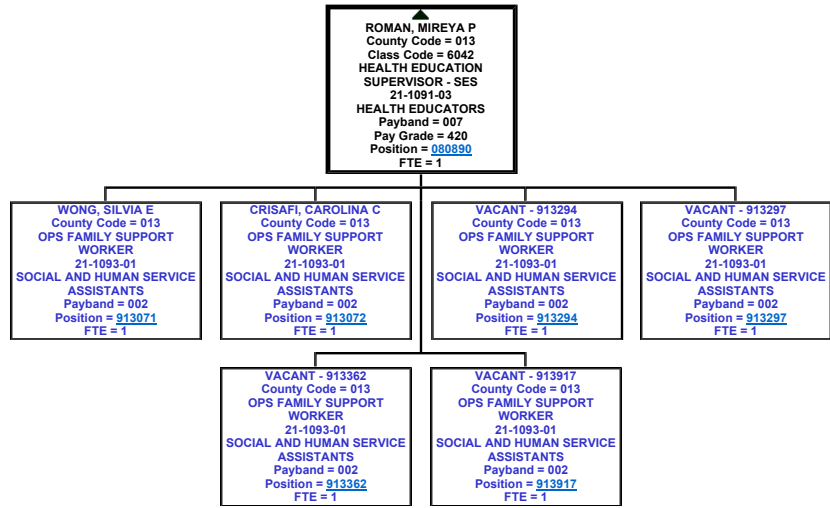 ROMAN, MIREYA P
County Code = 013
Class Code = 6042
HEALTH EDUCATION
SUPERVISOR - SES
21-1091-03
HEALTH EDUCATORS
Payband = 007
Pay Grade = 420
Position = 080890
FTE = 1
WONG, SILVIA E
County Code = 013
OPS FAMILY SUPPORT
WORKER
21-1093-01
SOCIAL AND HUMAN SERVICE
ASSISTANTS
Payband = 002
Position = 913071
FTE = 1
CRISAFI, CAROLINA C
County Code = 013
OPS FAMILY SUPPORT
WORKER
21-1093-01
SOCIAL AND HUMAN SERVICE
ASSISTANTS
Payband = 002
Position = 913072
FTE = 1
VACANT - 913294
County Code = 013
OPS FAMILY SUPPORT
WORKER
21-1093-01
SOCIAL AND HUMAN SERVICE
ASSISTANTS
Payband = 002
Position = 913294
FTE = 1
VACANT - 913297
County Code = 013
OPS FAMILY SUPPORT
WORKER
21-1093-01
SOCIAL AND HUMAN SERVICE
ASSISTANTS
Payband = 002
Position = 913297
FTE = 1
VACANT - 913362
County Code = 013
OPS FAMILY SUPPORT
WORKER
21-1093-01
SOCIAL AND HUMAN SERVICE
ASSISTANTS
Payband = 002
Position = 913362
FTE = 1
VACANT - 913917
County Code = 013
OPS FAMILY SUPPORT
WORKER
21-1093-01
SOCIAL AND HUMAN SERVICE
ASSISTANTS
Payband = 002
Position = 913917
FTE = 1